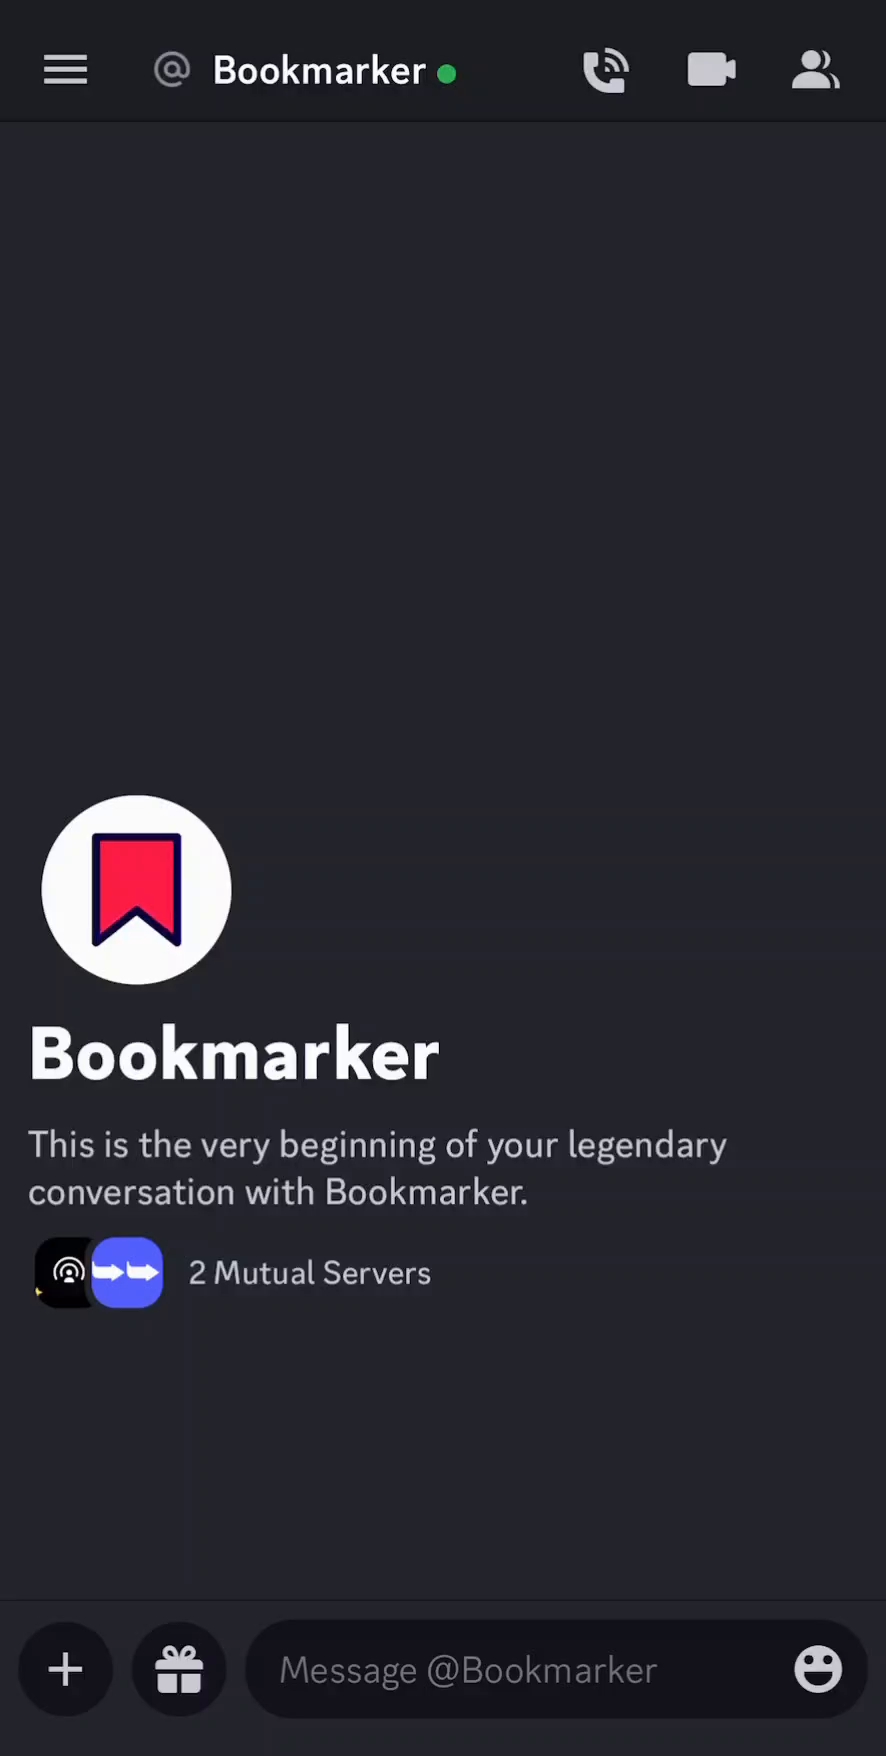 @ Bookmarker
Bookmarker
This is the very beginning of your legendary
conversation with Bookmarker.
2 Mutual Servers
Message @Bookmarker